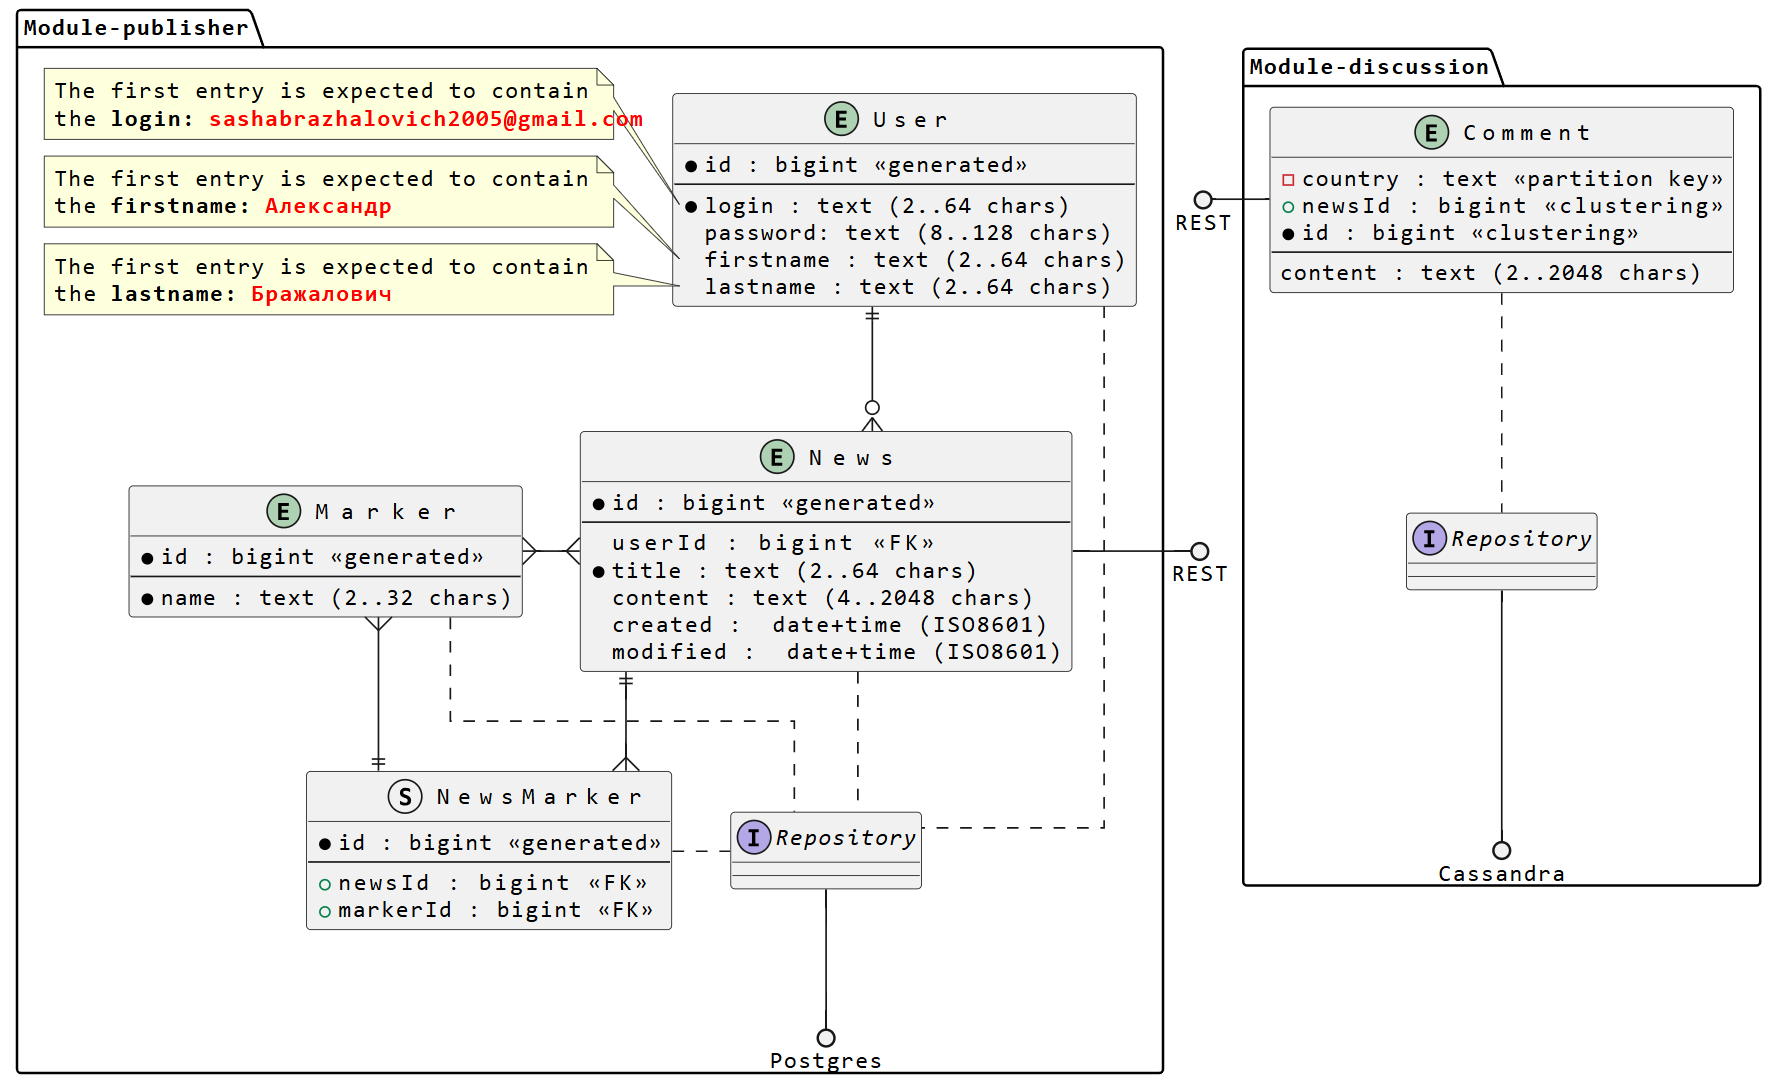 Module-publisher
The first entry is expected to contain
the login: sashabrazhalovich2005@gmail.com
The first entry is expected to contain
the firstname: Александр
The first entry is expected to contain
the lastname: Бражалович
E User
id : bigint «generated»
login : text (2..64 chars)
password: text (8..128 chars)
firstname : text (2..64 chars)
lastname : text (2..64 chars)
E News
id : bigint «generated»
userId : bigint «FK»
title : text (2..64 chars)
content : text (4..2048 chars)
created : date+time (ISO8601)
modified : date+time (ISO8601)
E Marker
id : bigint «generated»
name : text (2..32 chars)
S NewsMarker
id : bigint «generated»
newsId : bigint «FK»
markerId : bigint «FK»
I Repository
Postgres
REST
REST
Module-discussion
E Comment
country : text «partition key»
newsId : bigint «clustering»
id : bigint «clustering»
content : text (2..2048 chars)
I Repository
Cassandra